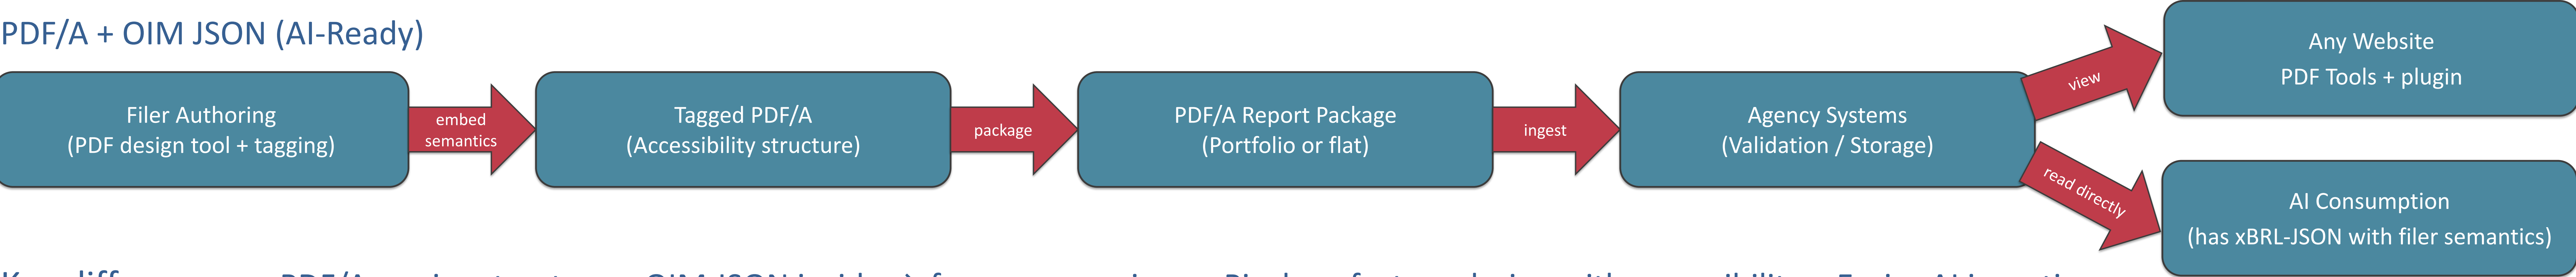 PDF/A + OIM JSON (AI-Ready)
Filer Authoring
(PDF design tool + tagging)
embed
semantics
Tagged PDF/A
(Accessibility structure)
package
PDF/A Report Package
(Portfolio or flat)
ingest
Agency Systems
(Validation / Storage)
view
Any Website
PDF Tools + plugin
read directly
AI Consumption
(has xBRL-JSON with filer semantics)